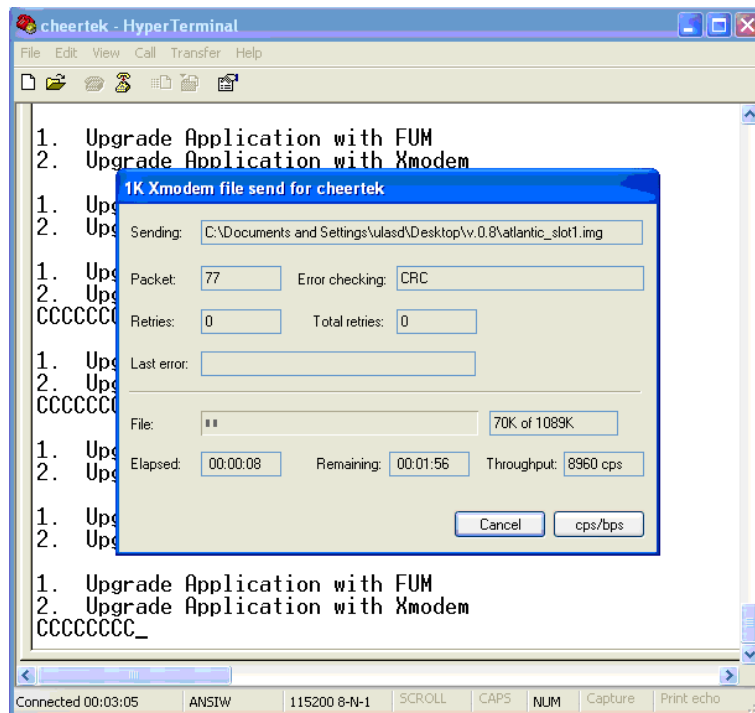 cheertek - HyperTerminal
File Edit View Call Transfer Help
1. Upgrade Application with FUM
2. Upgrade Application with Xmodem
1K Xmodem file send for cheertek
1. Upg
2. Upg
Sending: C:\Documents and Settings\ulasd\Desktop\v.0.8\atlantic_slot1.img
1. Upg
2. Upg
CCCCCCC
Packet: 77 Error checking: CRC
Retries: 0 Total retries: 0
1. Upg
2. Upg
CCCCCCC
Last error:
File: 70K of 1089K
1. Upg
2. Upg
Elapsed: 00:00:08 Remaining: 00:01:56 Throughput: 8960 cps
1. Upg
2. Upg
Cancel cps/bps
1. Upgrade Application with FUM
2. Upgrade Application with Xmodem
CCCCCCCC_
Connected 00:03:05 ANSIW 115200 8-N-1 SCROLL CAPS NUM Capture Print echo